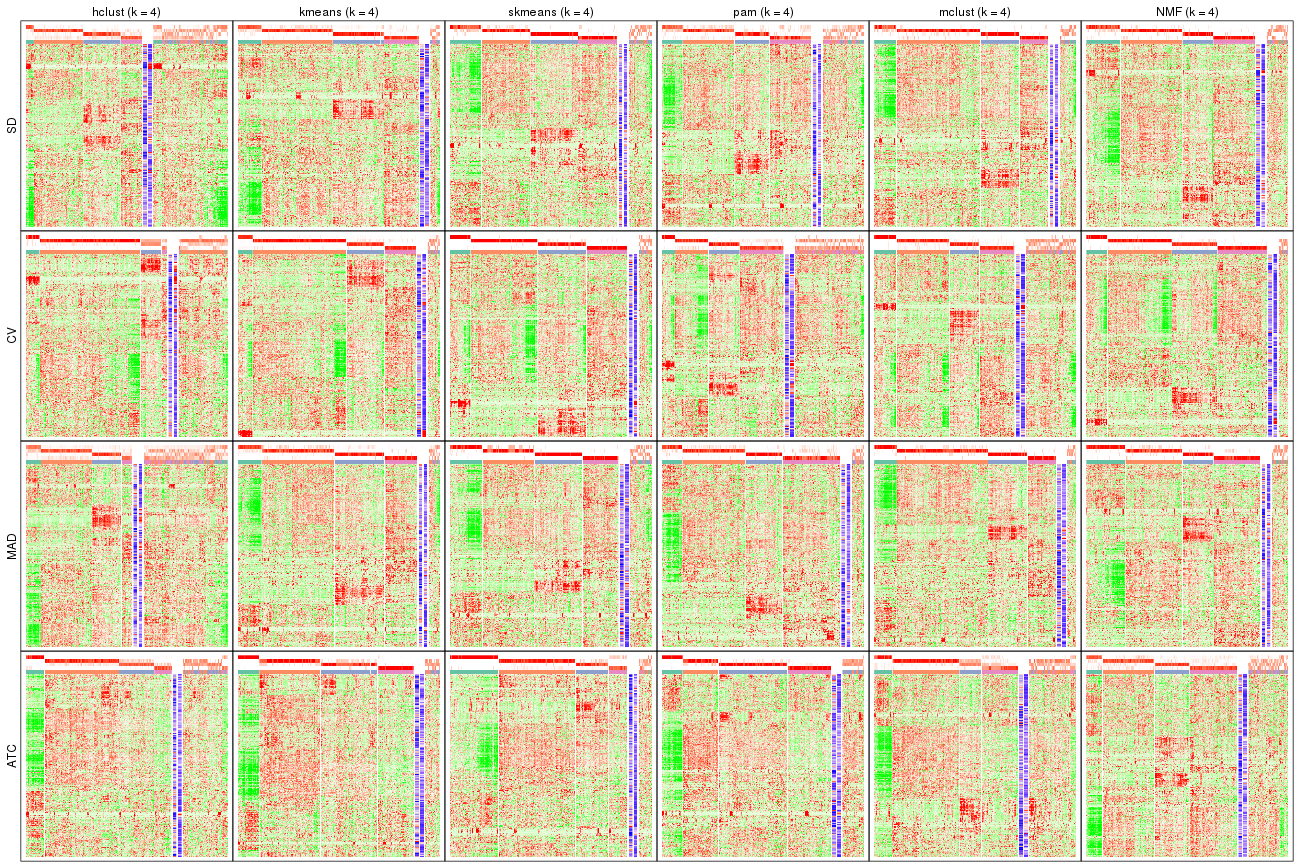 hclust (k = 4) kmeans (k = 4) skmeans (k = 4) pam (k = 4) mclust (k = 4) NMF (k = 4)
SD
CV
MAD
ATC